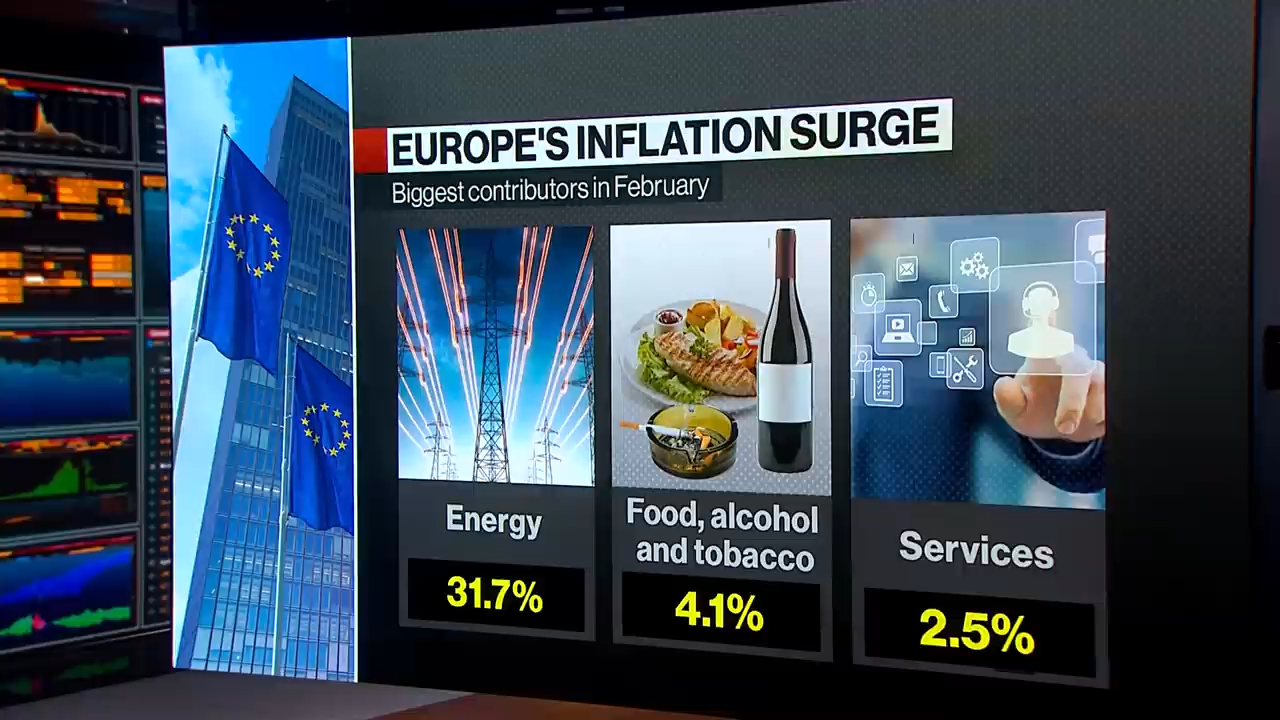 EUROPE'S INFLATION SURGE
Biggest contributors in February
Energy
31.7%
Food, alcohol
and tobacco
4.1%
Services
2.5%